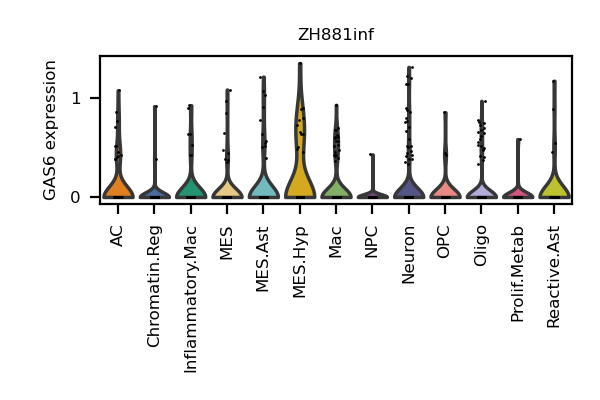 ZH881inf
GAS6 expression
1
0
AC
Chromatin.Reg
Inflammatory.Mac
MES
MES.Ast
MES.Hyp
Mac
NPC
Neuron
OPC
Oligo
Prolif.Metab
Reactive.Ast